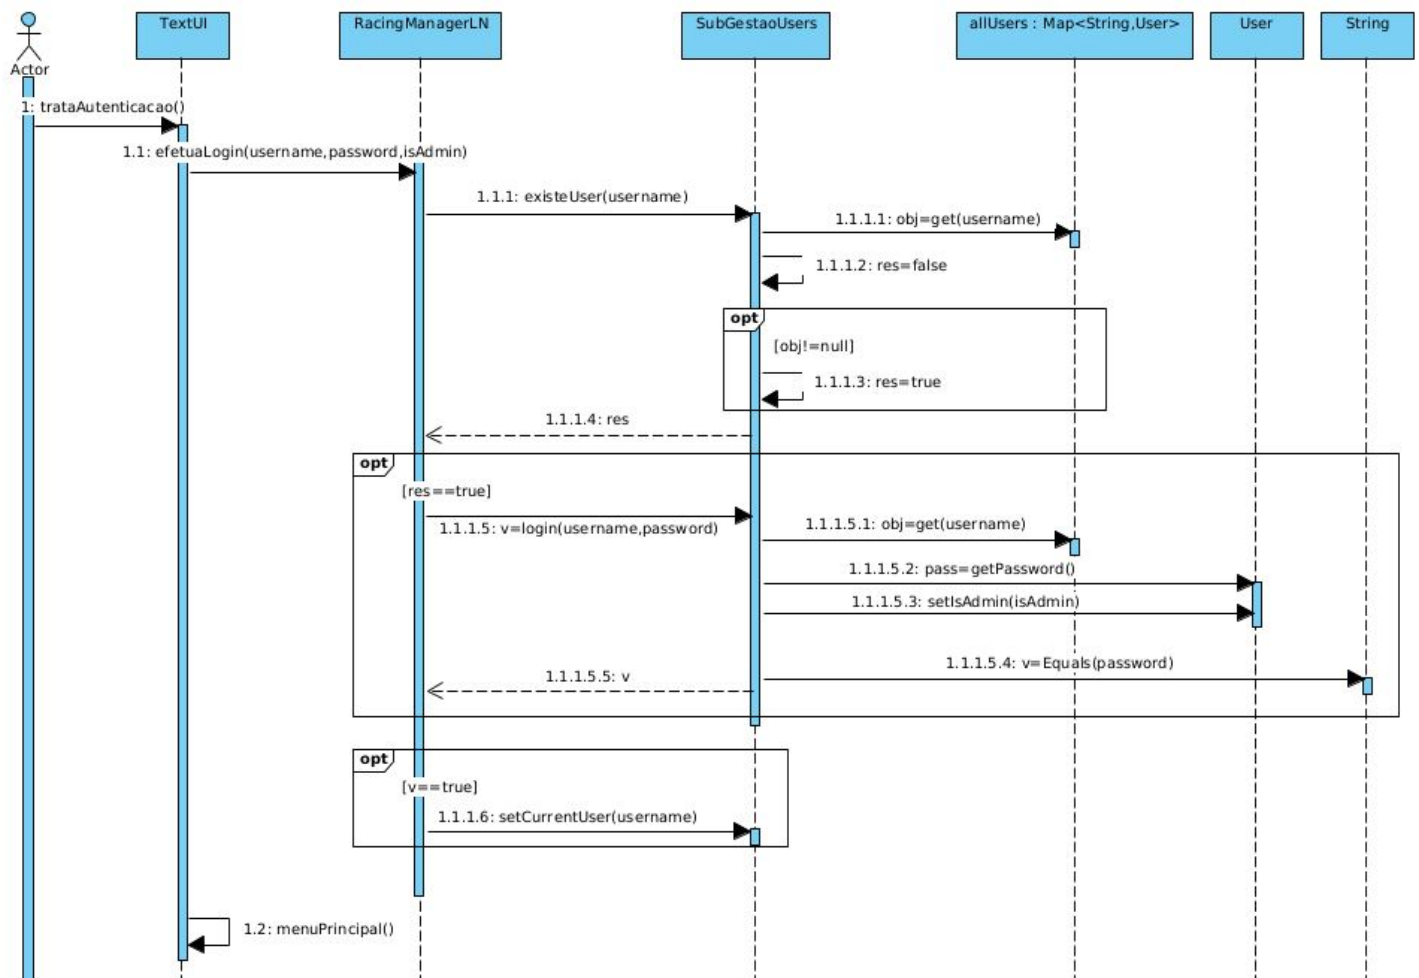 TextUI
RacingManagerLN
SubGestaoUsers
allUsers : Map<String,User>
User
String
Actor
1: trataAutenticacao()
1.1: efetuaLogin(username,password,isAdmin)
1.1.1: existeUser(username)
1.1.1.1: obj=get(username)
1.1.1.2: res=false
opt
[obj!=null]
1.1.1.3: res=true
1.1.1.4: res
opt
[res==true]
1.1.1.5: v=login(username,password)
1.1.1.5.1: obj=get(username)
1.1.1.5.2: pass=getPassword()
1.1.1.5.3: setIsAdmin(isAdmin)
1.1.1.5.4: v=Equals(password)
1.1.1.5.5: v
opt
[v==true]
1.1.1.6: setCurrentUser(username)
1.2: menuPrincipal()